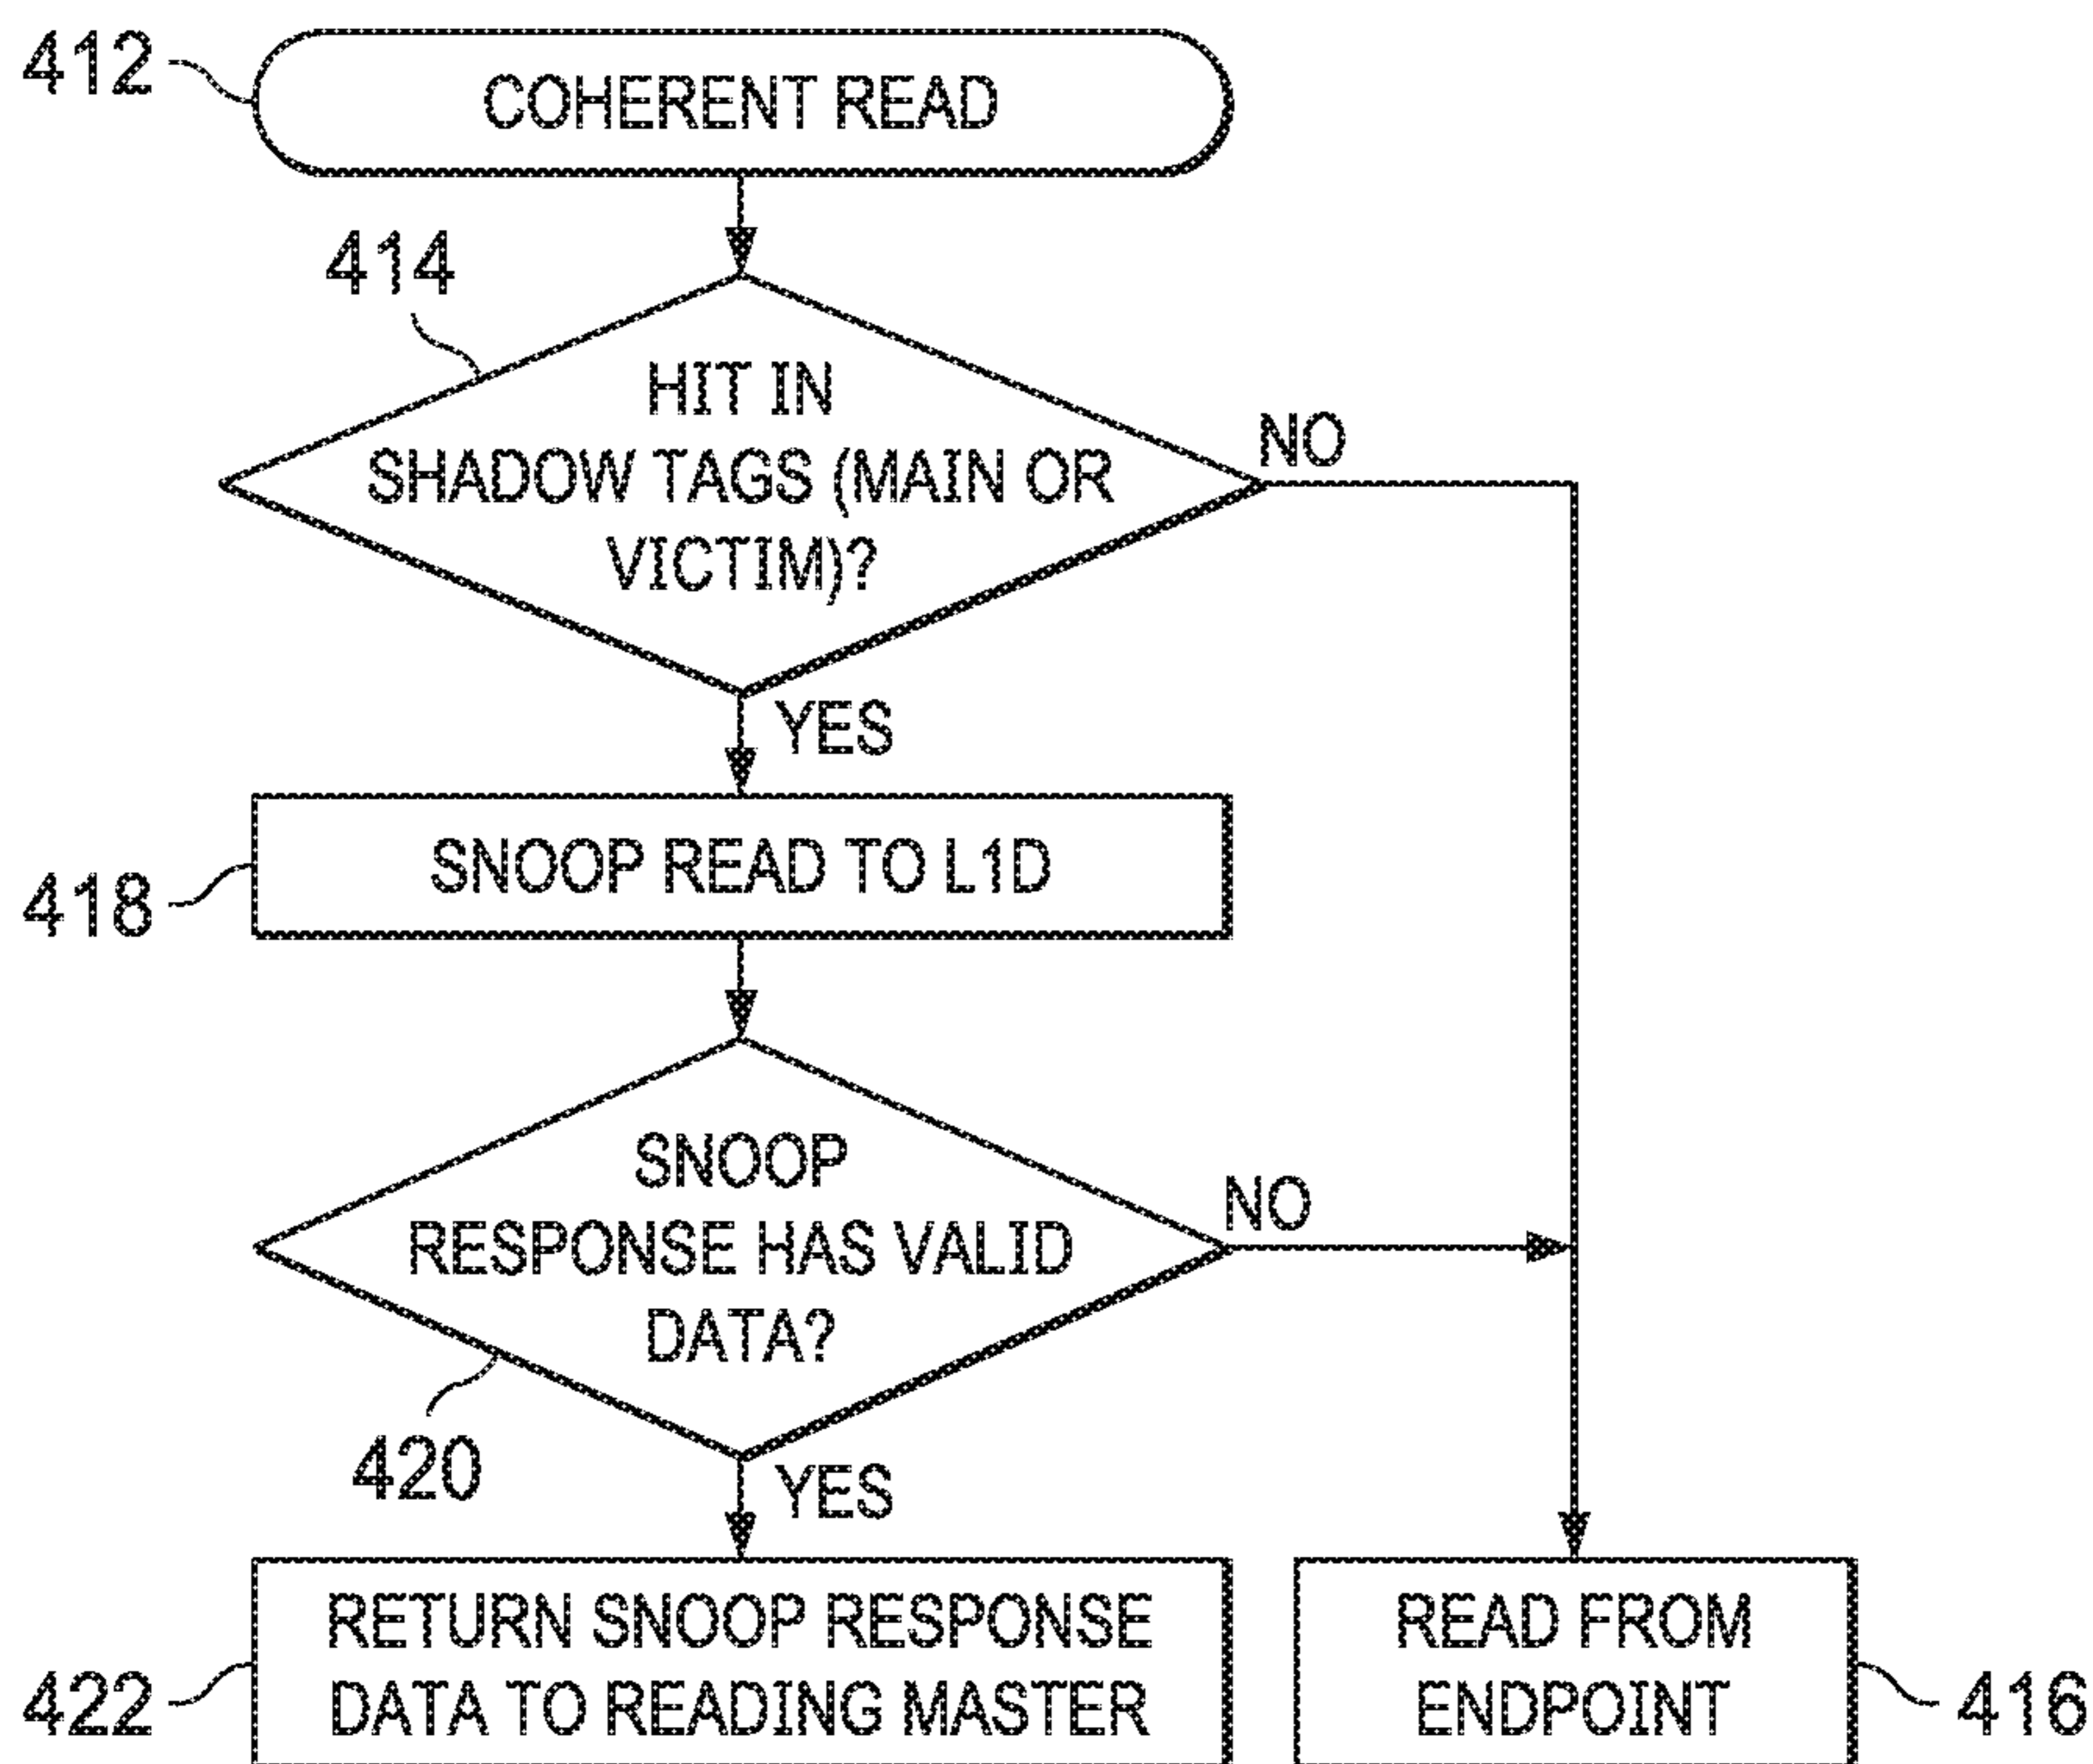 412
COHERENT READ
414
HIT IN
SHADOW TAGS (MAIN OR
VICTIM)?
NO
YES
418
SNOOP READ TO L1D
SNOOP
RESPONSE HAS VALID
DATA?
NO
420
YES
RETURN SNOOP RESPONSE
DATA TO READING MASTER
422
READ FROM
ENDPOINT
416